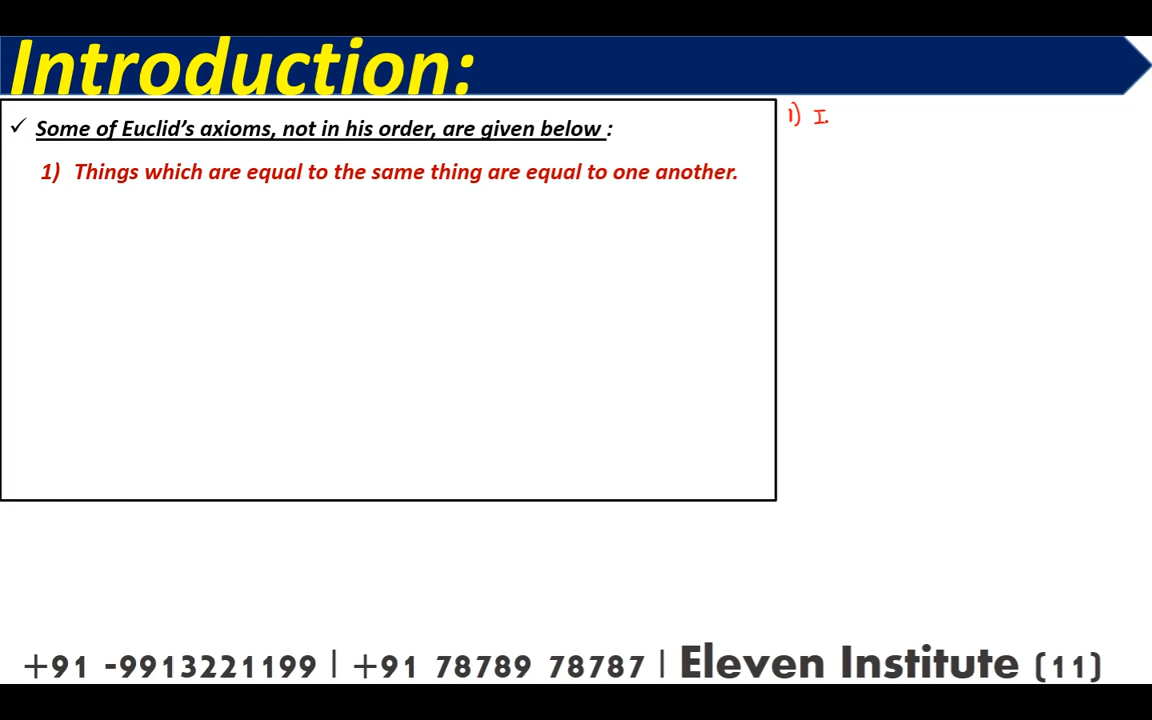 Introduction:
✓ Some of Euclid's axioms, not in his order, are given below :
1) Things which are equal to the same thing are equal to one another.
1) I
+91 -9913221199 | +91 78789 78787 | Eleven Institute (11)